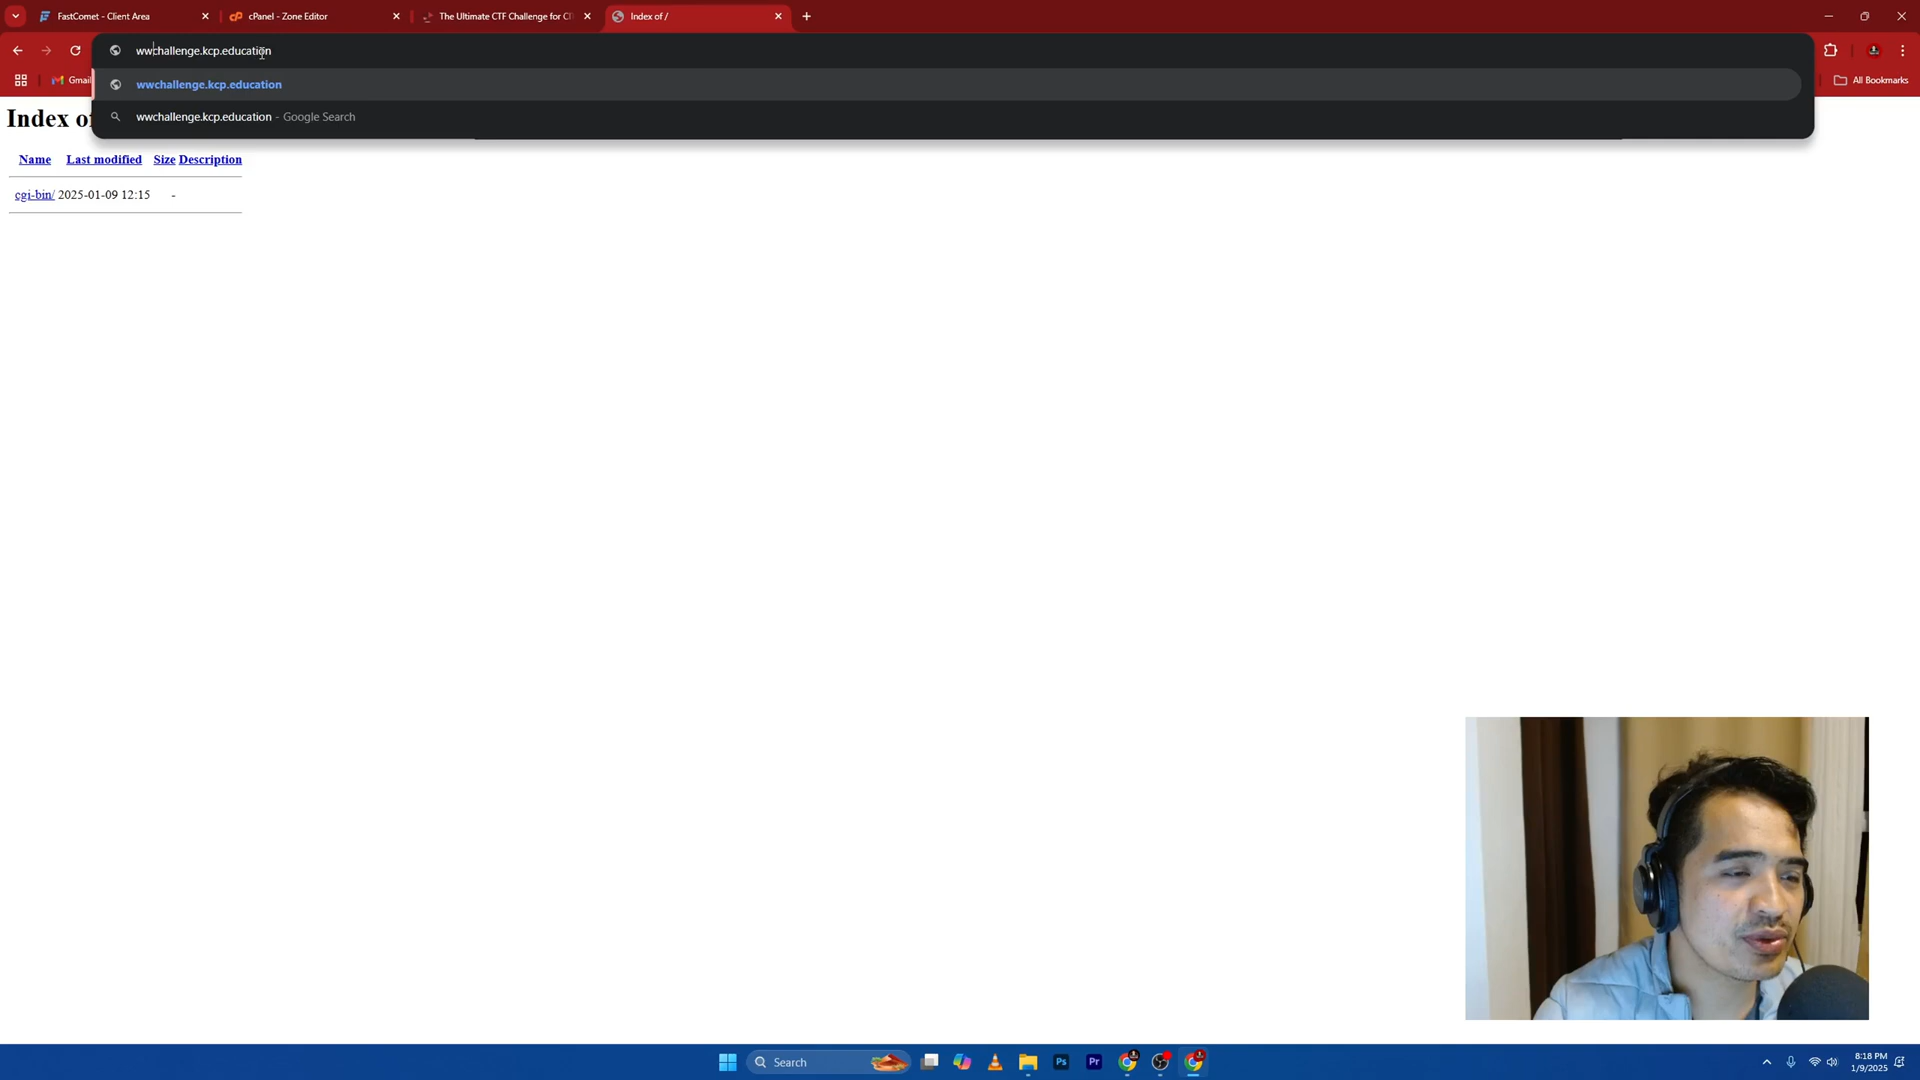 FastComet - Client Area
cPanel - Zone Editor
The Ultimate CTF Challenge for C
Index of /
wwchallenge.kcp.education
Gmail
wwchallenge.kcp.education
All Bookmarks
wwchallenge.kcp.education - Google Search
Index of
Name Last modified Size Description
cgi-bin/ 2025-01-09 12:15 -
Search
Ps
Pr
8:18 PM
1/9/2025